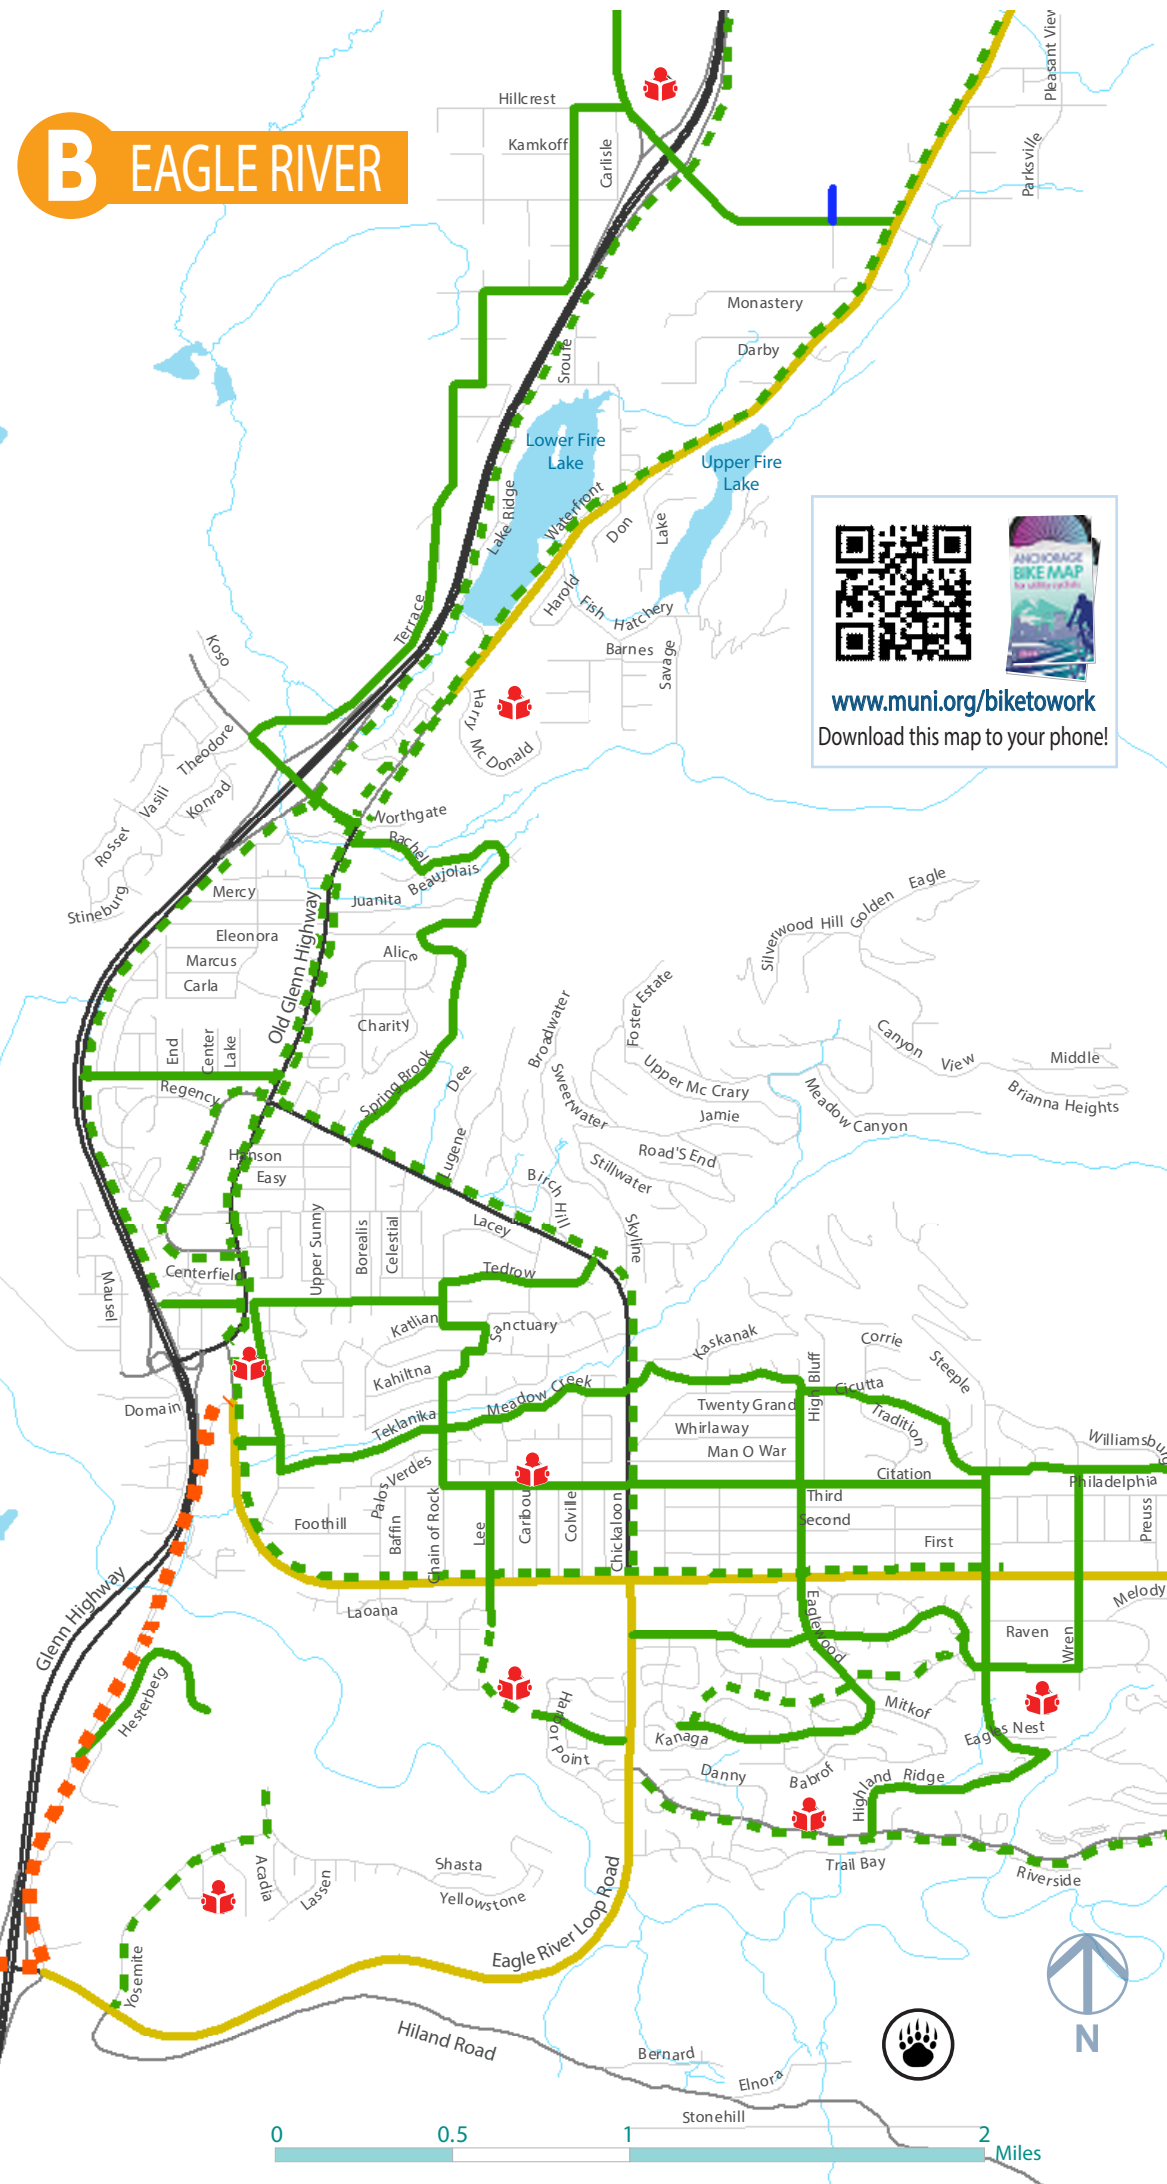 Pleasant View
Hillcrest
Kamkoff
Carlisle
Parksville
B EAGLE RIVER
Monastery
Darby
Sroufe
Lower Fire
Lake
Upper Fire
Lake
Lake Ridge
Waterfront
Don
Lake
Harold
Fish Hatchery
Terrace
Barnes
Savage
ANCHORAGE
BIKE MAP
for utility cyclists
www.muni.org/biketowork
Download this map to your phone!
Koso
Harry Mc Donald
Theodore
Vasili
Konrad
Rosser
Stineburg
Northgate
Rachel
Beaujolais
Mercy
Juanita
Eleonora
Marcus
Carla
Alice
Old Glenn Highway
Golden Eagle
Silverwood Hill
Foster Estate
Broadwater
Charity
End
Center
Lake
Regency
Spring Brook
Dee
Sweetwater
Upper Mc Crary
Jamie
Canyon View
Middle
Brianna Heights
Meadow Canyon
Hanson
Easy
Eugene
Road'S End
Stillwater
Birch Hill
Lacey
Skyline
Upper Sunny
Borealis
Celestial
Centerfield
Mausel
Tedrow
Katlian
Sanctuary
Kaskanak
Corrie
Steeple
Kahiltna
High Bluff
Cicutta
Meadow Creek
Domain
Teklanika
Twenty Grand
Tradition
Whirlaway
Man O War
Williamsburg
Palos Verdes
Citation
Philadelphia
Foothill
Baffin
Chain of Rock
Lee
Caribou
Colville
Chickaloon
Third
Second
First
Preuss
Glenn Highway
Laoana
Melody
Eaglewood
Raven
Wren
Hesterberg
Harbor Point
Mitkof
Kanaga
Eagles Nest
Danny
Babrof
Highland Ridge
Acadia
Lassen
Shasta
Yellowstone
Trail Bay
Riverside
Eagle River Loop Road
Yosemite
Hiland Road
N
Bernard
Elnora
Stonehill
0 0.5 1 2
Miles